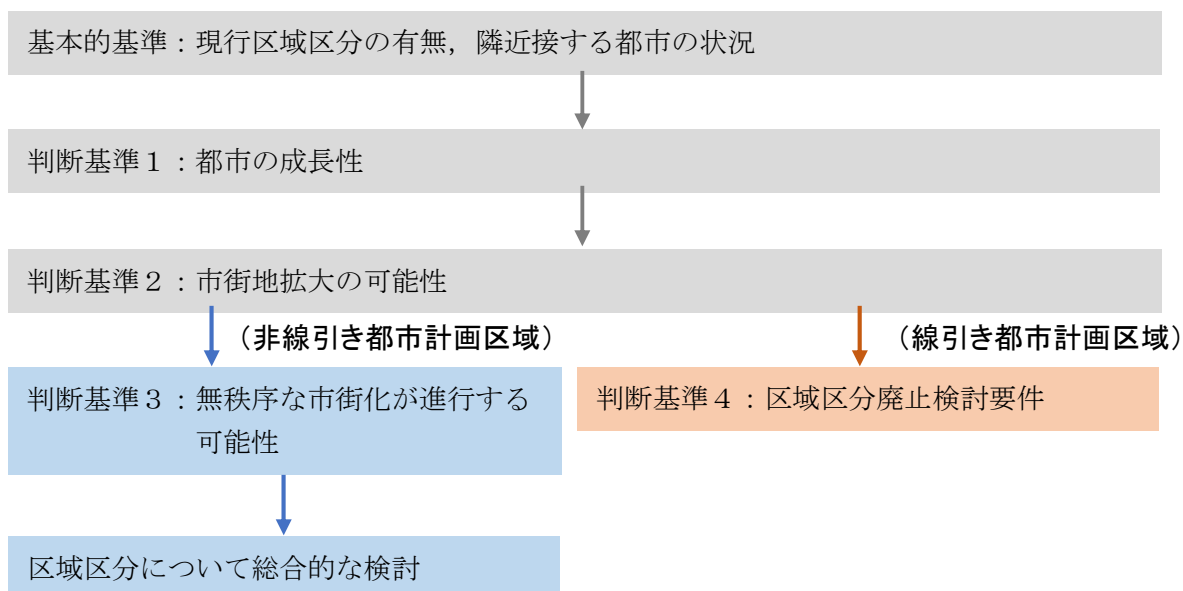 基本的基準：現行区域区分の有無，隣近接する都市の状況
判断基準１：都市の成長性
判断基準２：市街地拡大の可能性
（非線引き都市計画区域）
（線引き都市計画区域）
判断基準３：無秩序な市街化が進行する
可能性
判断基準４：区域区分廃止検討要件
区域区分について総合的な検討